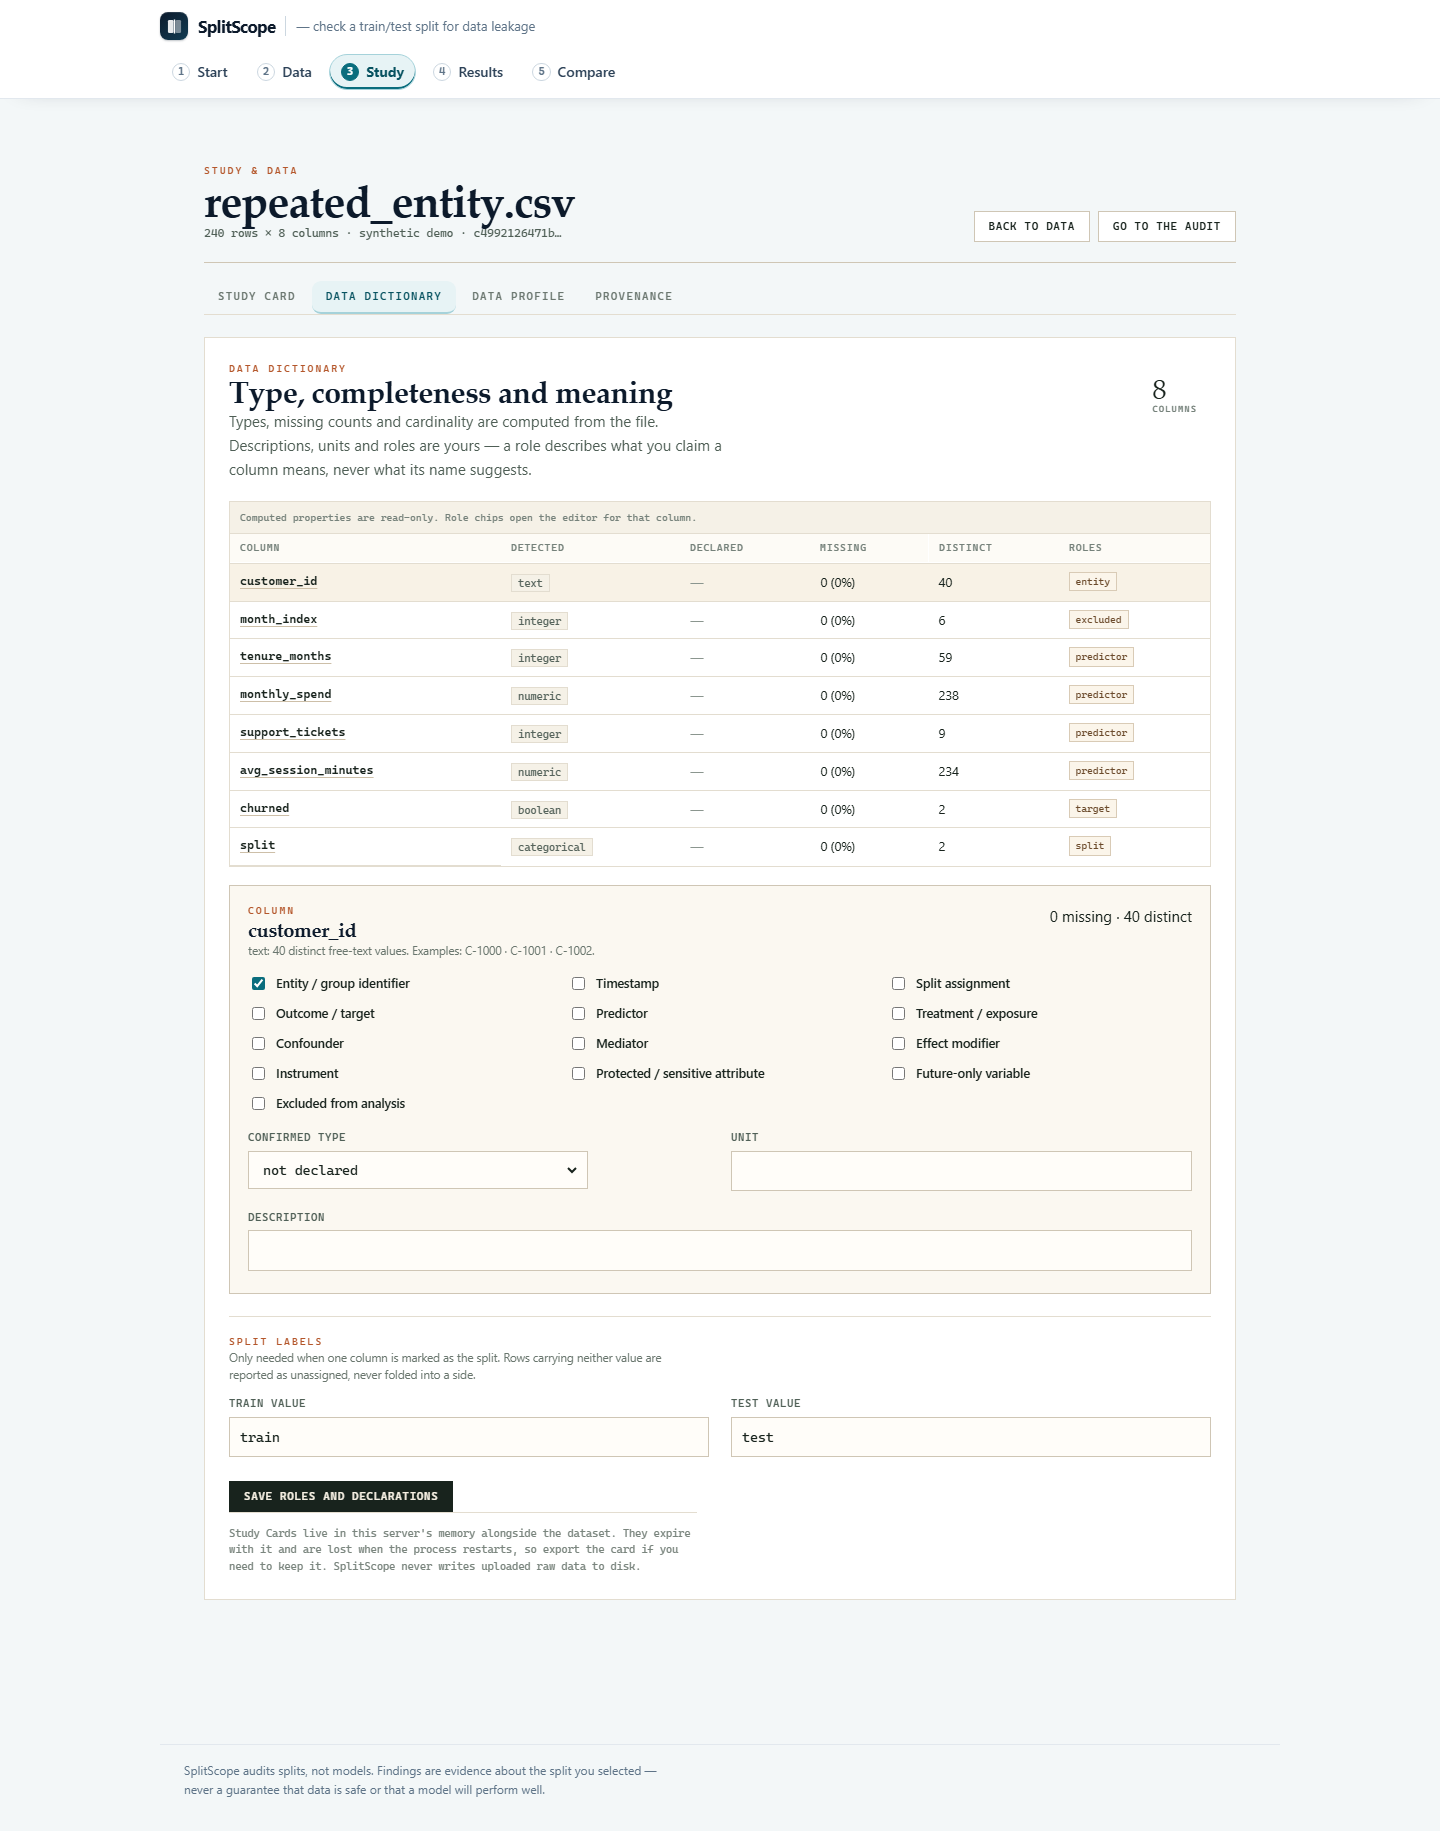 SplitScope — check a train/test split for data leakage
1 Start 2 Data 3 Study 4 Results 5 Compare
STUDY & DATA
repeated_entity.csv
240 rows × 8 columns · synthetic demo · c4992126471b…
BACK TO DATA GO TO THE AUDIT
STUDY CARD DATA DICTIONARY DATA PROFILE PROVENANCE
DATA DICTIONARY
Type, completeness and meaning
8
COLUMNS
Types, missing counts and cardinality are computed from the file.
Descriptions, units and roles are yours — a role describes what you claim a
column means, never what its name suggests.
Computed properties are read-only. Role chips open the editor for that column.
COLUMN DETECTED DECLARED MISSING DISTINCT ROLES
customer_id text — 0 (0%) 40 entity
month_index integer — 0 (0%) 6 excluded
tenure_months integer — 0 (0%) 59 predictor
monthly_spend numeric — 0 (0%) 238 predictor
support_tickets integer — 0 (0%) 9 predictor
avg_session_minutes numeric — 0 (0%) 234 predictor
churned boolean — 0 (0%) 2 target
split categorical — 0 (0%) 2 split
COLUMN
customer_id
0 missing · 40 distinct
text: 40 distinct free-text values. Examples: C-1000 · C-1001 · C-1002.
Entity / group identifier Timestamp Split assignment
Outcome / target Predictor Treatment / exposure
Confounder Mediator Effect modifier
Instrument Protected / sensitive attribute Future-only variable
Excluded from analysis
CONFIRMED TYPE UNIT
not declared
DESCRIPTION
SPLIT LABELS
Only needed when one column is marked as the split. Rows carrying neither value are
reported as unassigned, never folded into a side.
TRAIN VALUE TEST VALUE
train test
SAVE ROLES AND DECLARATIONS
Study Cards live in this server's memory alongside the dataset. They expire
with it and are lost when the process restarts, so export the card if you
need to keep it. SplitScope never writes uploaded raw data to disk.
SplitScope audits splits, not models. Findings are evidence about the split you selected —
never a guarantee that data is safe or that a model will perform well.